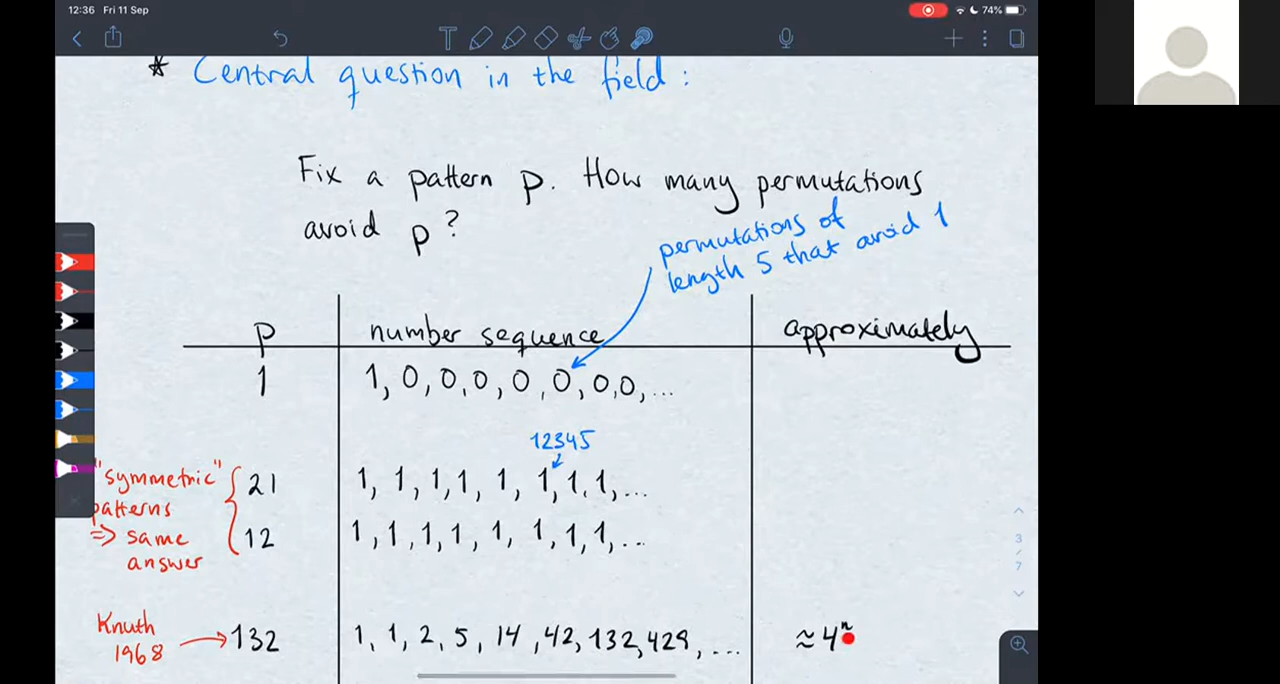 12:36 Fri 11 Sep
74%
T
* Central question in the field:
Fix a pattern p. How many permutations
avoid p?
permutations of
length 5 that avoid 1
p number sequence approximately
1 1, 0, 0, 0, 0, 0, 0, 0, ...
12345
"symmetric"
patterns
=> same
answer
21 1, 1, 1, 1, 1, 1, 1, 1, ...
12 1, 1, 1, 1, 1, 1, 1, 1, ...
3
/
7
Knuth
1968
132 1, 1, 2, 5, 14, 42, 132, 429, ... ≈ 4ⁿ